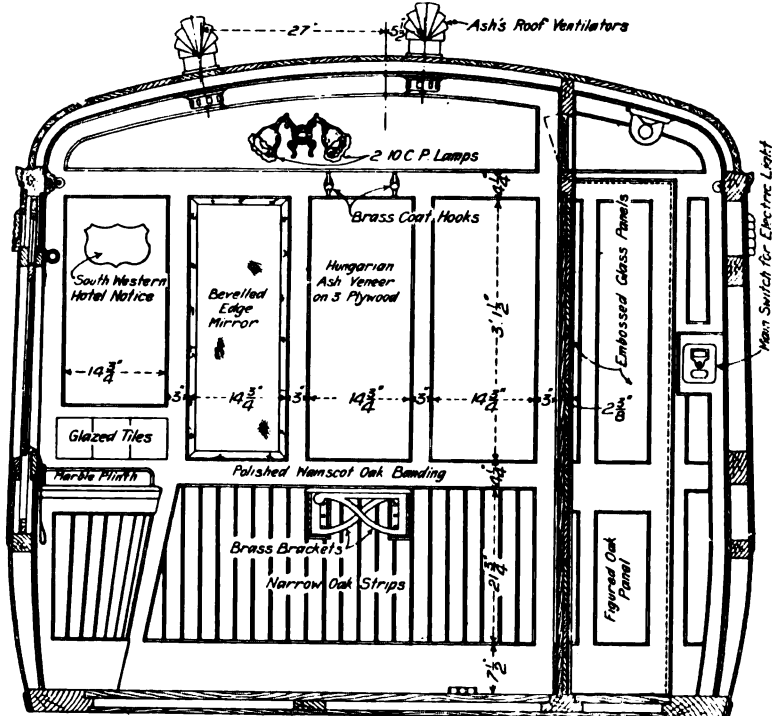 27"
5½"
Ash's Roof Ventilators
2 10 C P. Lamps
4¼"
Brass Coat Hooks
Main Switch for Electric Light
South Western
Hotel Notice
Bevelled
Edge
Mirror
Hungarian
Ash Veneer
on 3 Plywood
3' 1½"
Embossed Glass Panels
14¾"
3"
14¾"
3"
14¾"
3"
14¾"
3"
Glazed Tiles
Marble Plinth
Polished Wainscot Oak Banding
4¼"
Brass Brackets
Narrow Oak Strips
21¾"
Figured Oak
Panel
7½"